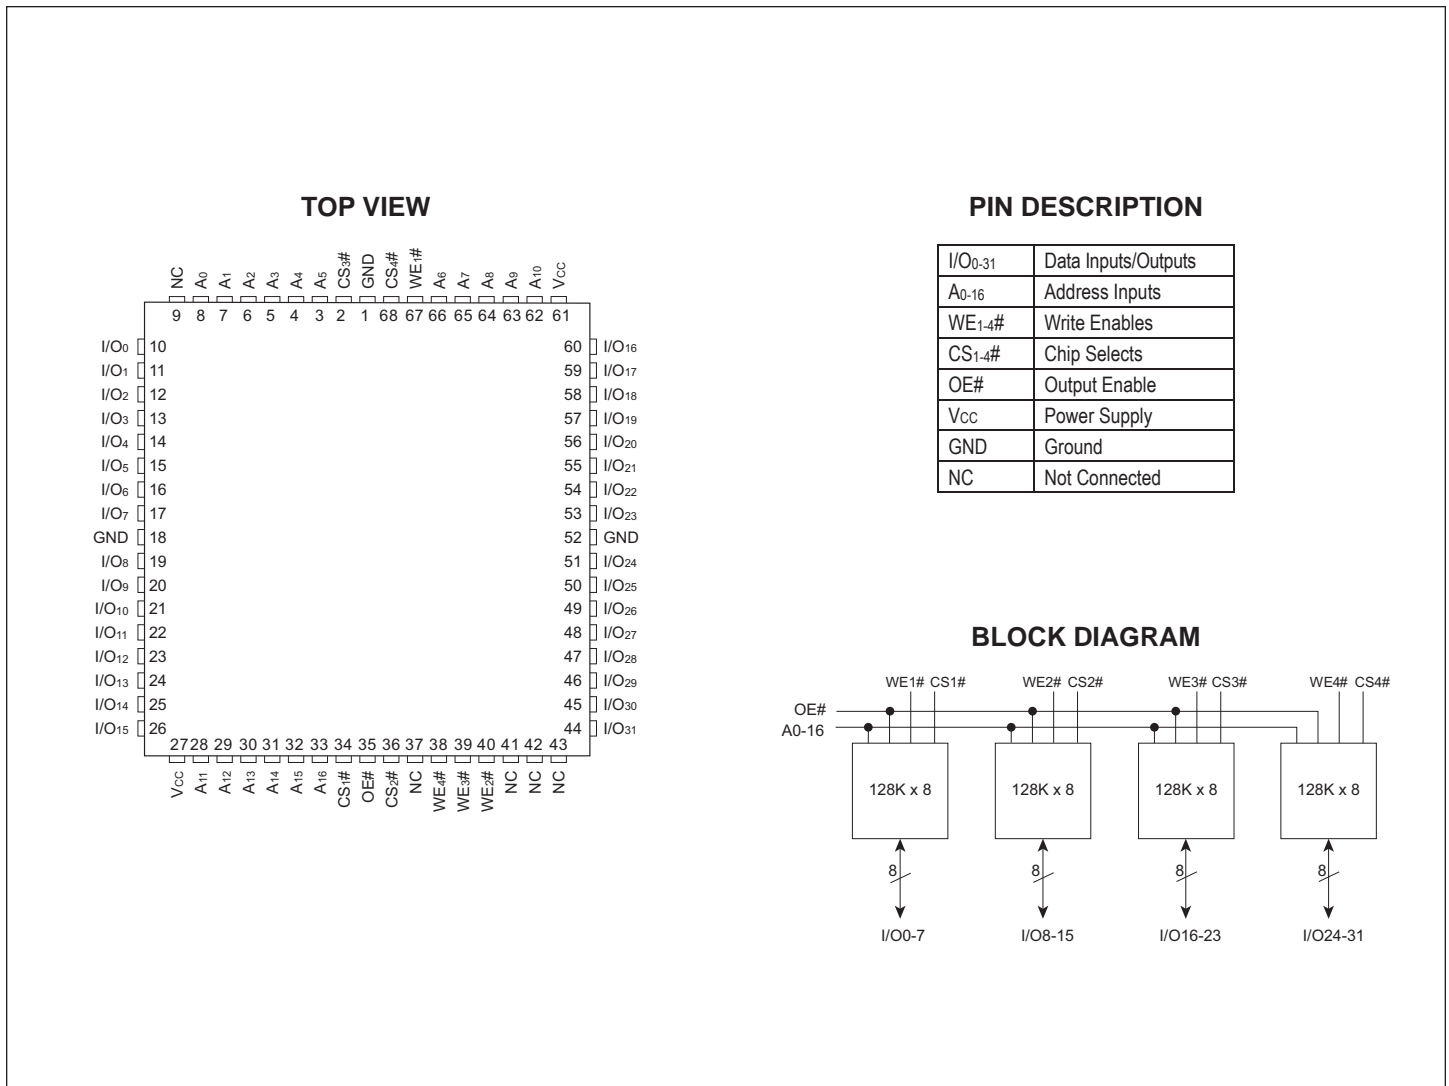 TOP VIEW
NC A0 A1 A2 A3 A4 A5 CS3# GND CS4# WE1# A6 A7 A8 A9 A10 VCC
9 8 7 6 5 4 3 2 1 68 67 66 65 64 63 62 61
I/O0 10 60 I/O16
I/O1 11 59 I/O17
I/O2 12 58 I/O18
I/O3 13 57 I/O19
I/O4 14 56 I/O20
I/O5 15 55 I/O21
I/O6 16 54 I/O22
I/O7 17 53 I/O23
GND 18 52 GND
I/O8 19 51 I/O24
I/O9 20 50 I/O25
I/O10 21 49 I/O26
I/O11 22 48 I/O27
I/O12 23 47 I/O28
I/O13 24 46 I/O29
I/O14 25 45 I/O30
I/O15 26 44 I/O31
27 28 29 30 31 32 33 34 35 36 37 38 39 40 41 42 43
VCC A11 A12 A13 A14 A15 A16 CS1# OE# CS2# NC WE4# WE3# WE2# NC NC NC
PIN DESCRIPTION
I/O0-31 Data Inputs/Outputs
A0-16 Address Inputs
WE1-4# Write Enables
CS1-4# Chip Selects
OE# Output Enable
VCC Power Supply
GND Ground
NC Not Connected
BLOCK DIAGRAM
WE1# CS1# WE2# CS2# WE3# CS3# WE4# CS4#
OE#
A0-16
128K x 8 128K x 8 128K x 8 128K x 8
8 8 8 8
I/O0-7 I/O8-15 I/O16-23 I/O24-31